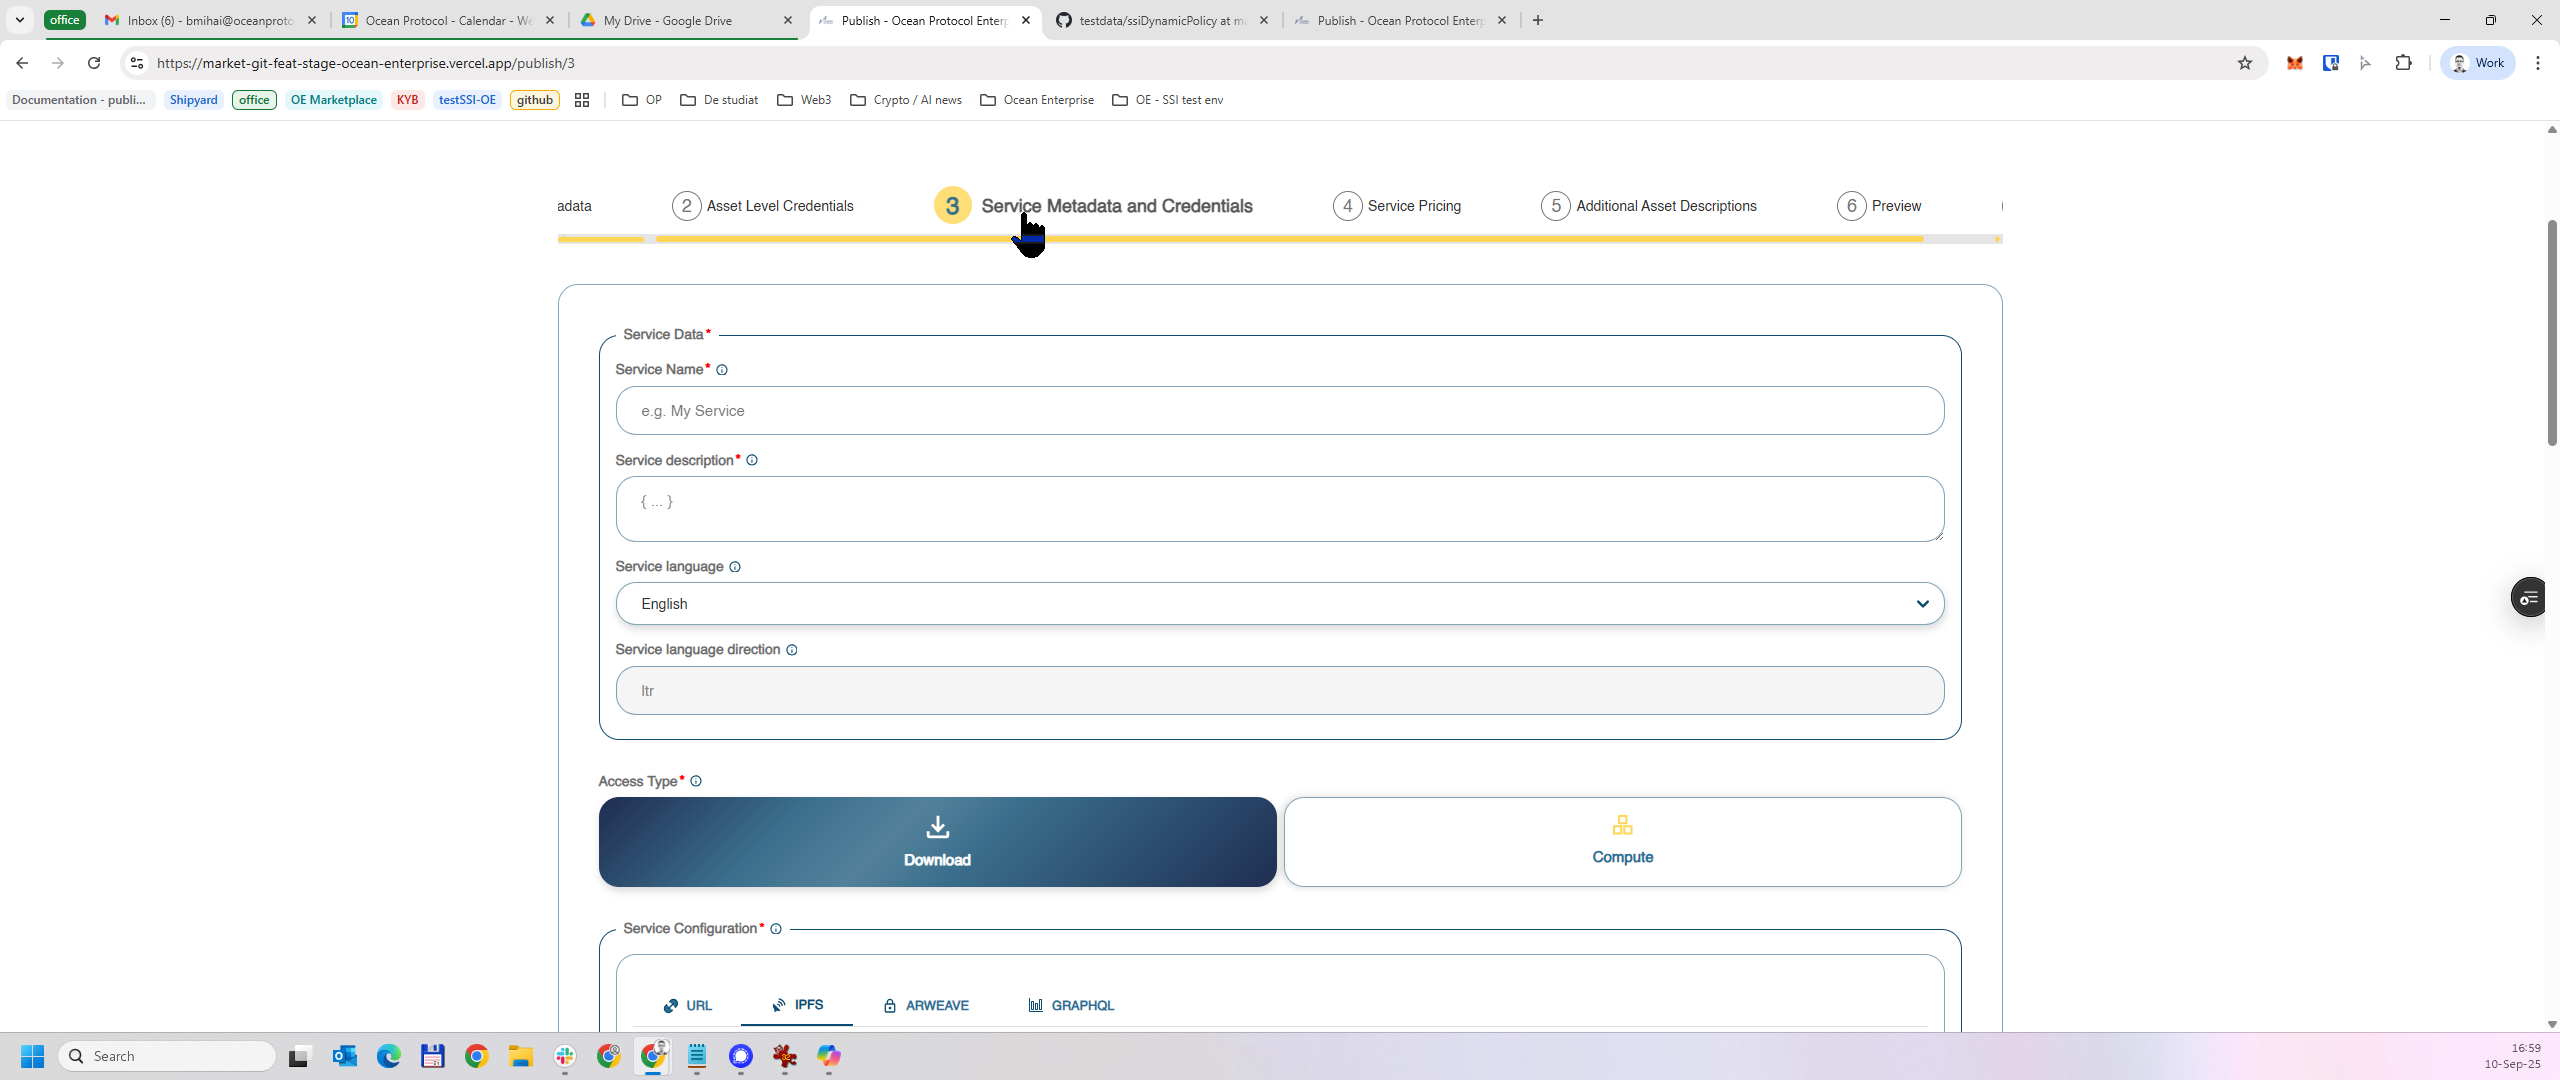 office
Inbox (6) - bmihai@oceanproto
Ocean Protocol - Calendar - We
My Drive - Google Drive
Publish - Ocean Protocol Enterp
testdata/ssiDynamicPolicy at ma
Publish - Ocean Protocol Enterp
https://market-git-feat-stage-ocean-enterprise.vercel.app/publish/3
Work
Documentation - publi...
Shipyard
office
OE Marketplace
KYB
testSSI-OE
github
OP
De studiat
Web3
Crypto / AI news
Ocean Enterprise
OE - SSI test env
adata
2 Asset Level Credentials
3 Service Metadata and Credentials
4 Service Pricing
5 Additional Asset Descriptions
6 Preview
Service Data*
Service Name*
e.g. My Service
Service description*
{ ... }
Service language
English
Service language direction
ltr
Access Type*
Download
Compute
Service Configuration*
URL
IPFS
ARWEAVE
GRAPHQL
Search
16:59
10-Sep-25